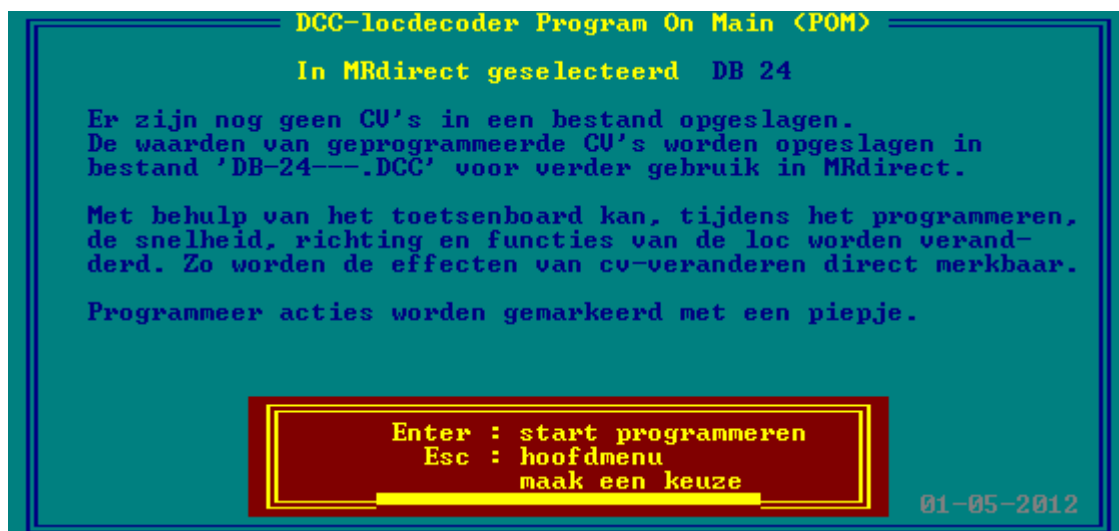 DCC-locdecoder Program On Main (POM)
In MRdirect geselecteerd DB 24
Er zijn nog geen CV's in een bestand opgeslagen.
De waarden van geprogrammeerde CV's worden opgeslagen in
bestand 'DB-24---.DCC' voor verder gebruik in MRdirect.
Met behulp van het toetsenboard kan, tijdens het programmeren,
de snelheid, richting en functies van de loc worden verand-
derd. Zo worden de effecten van cv-veranderen direct merkbaar.
Programmeer acties worden gemarkeerd met een piepje.
Enter : start programmeren
Esc : hoofdmenu
maak een keuze
01-05-2012